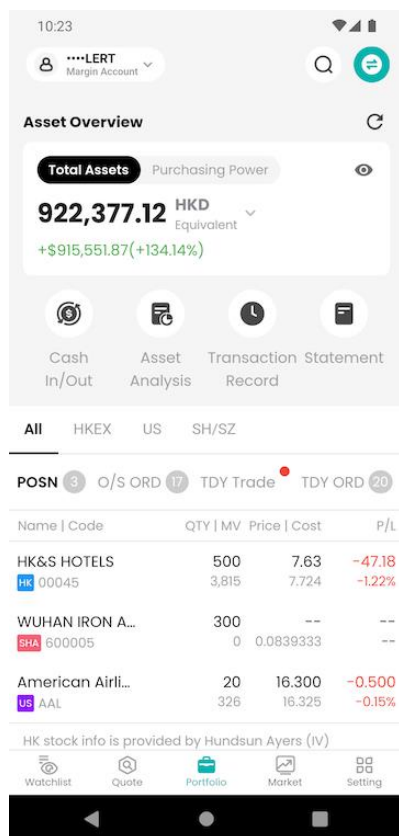 10:23
••••LERT
Margin Account
Asset Overview
Total Assets Purchasing Power
922,377.12 HKD
Equivalent
+$915,551.87(+134.14%)
Cash In/Out
Asset Analysis
Transaction Record
Statement
All HKEX US SH/SZ
POSN 3 O/S ORD 17 TDY Trade TDY ORD 20
Name | Code QTY | MV Price | Cost P/L
HK&S HOTELS 500 7.63 -47.18
HK 00045 3,815 7.724 -1.22%
WUHAN IRON A... 300 -- --
SHA 600005 0 0.0839333 --
American Airli... 20 16.300 -0.500
US AAL 326 16.325 -0.15%
HK stock info is provided by Hundsun Ayers (IV)
Watchlist Quote Portfolio Market Setting